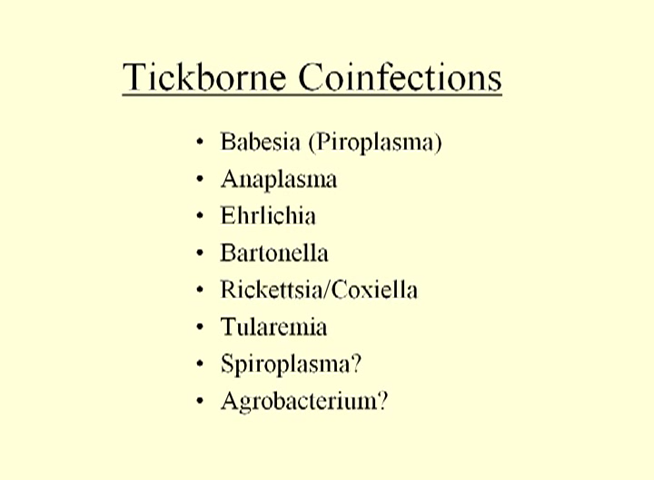 Tickborne Coinfections
• Babesia (Piroplasma)
• Anaplasma
• Ehrlichia
• Bartonella
• Rickettsia/Coxiella
• Tularemia
• Spiroplasma?
• Agrobacterium?